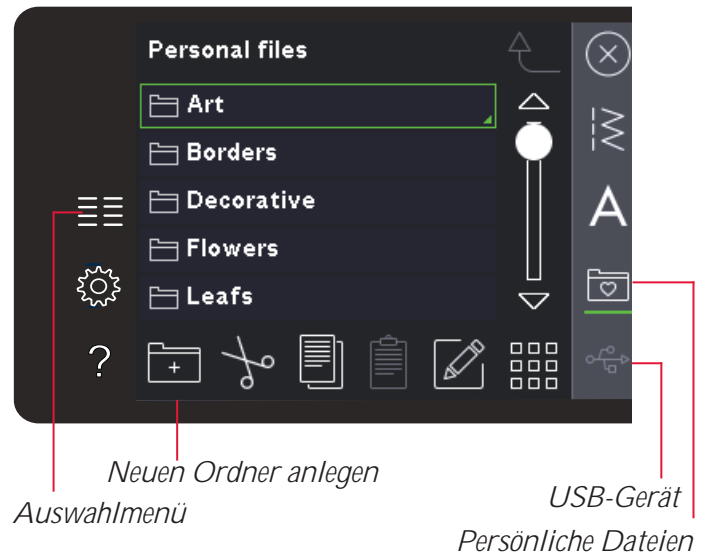 Personal files
Art
Borders
Decorative
Flowers
Leafs
A
?
Neuen Ordner anlegen
Auswahlmenü
USB-Gerät
Persönliche Dateien